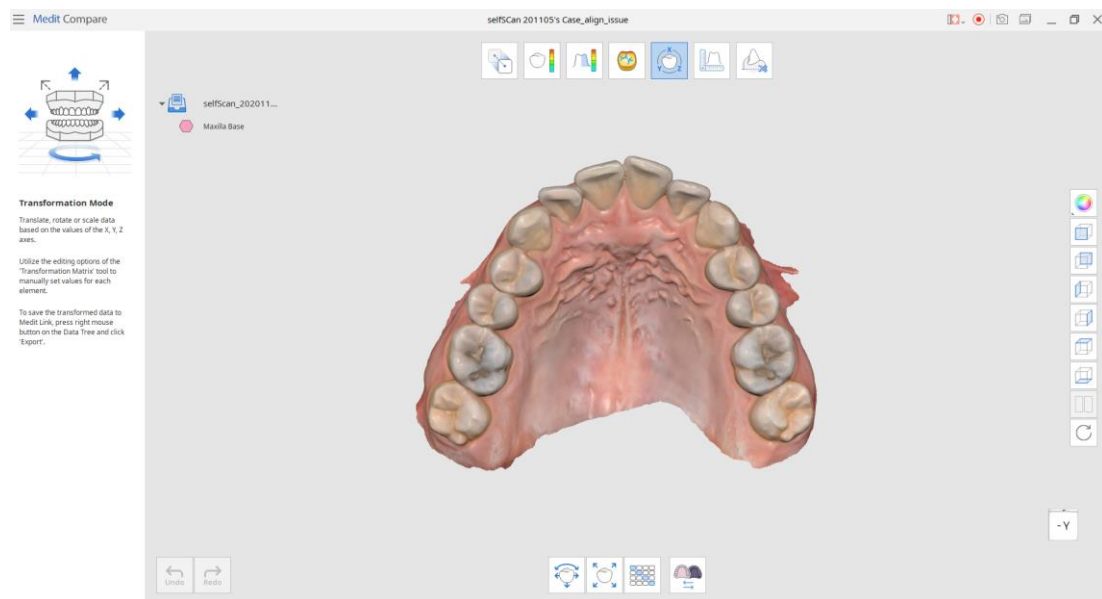 Medit Compare
selfSCan 201105's Case_align_issue
selfScan_202011...
Maxilla Base
X
Y
Z
Transformation Mode
Translate, rotate or scale data
based on the values of the X, Y, Z
axes.
Utilize the editing options of the
'Transformation Matrix' tool to
manually set values for each
element.
To save the transformed data to
Medit Link, press right mouse
button on the Data Tree and click
'Export'.
- Y
Undo
Redo